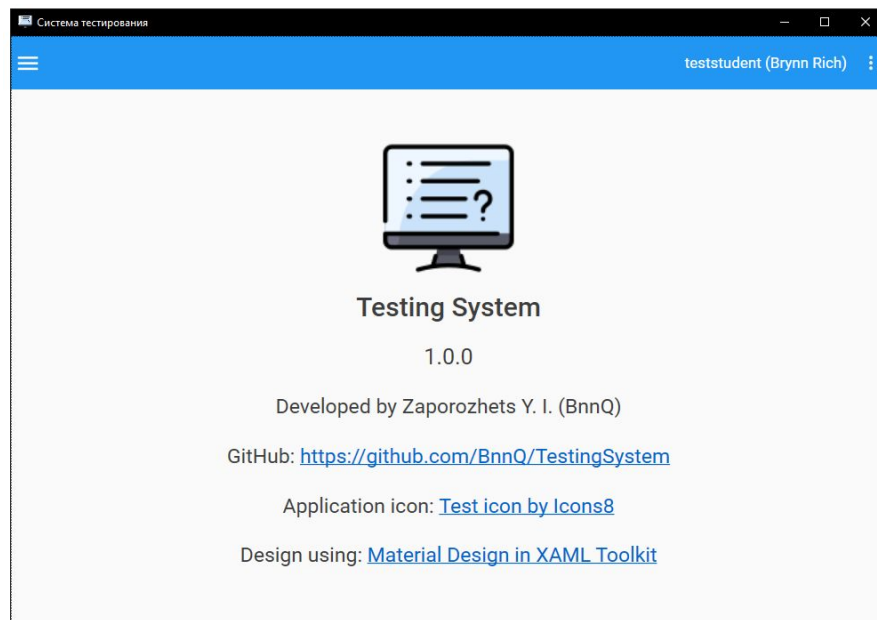 Система тестирования
teststudent (Brynn Rich)
?
Testing System
1.0.0
Developed by Zaporozhets Y. I. (BnnQ)
GitHub: https://github.com/BnnQ/TestingSystem
Application icon: Test icon by Icons8
Design using: Material Design in XAML Toolkit